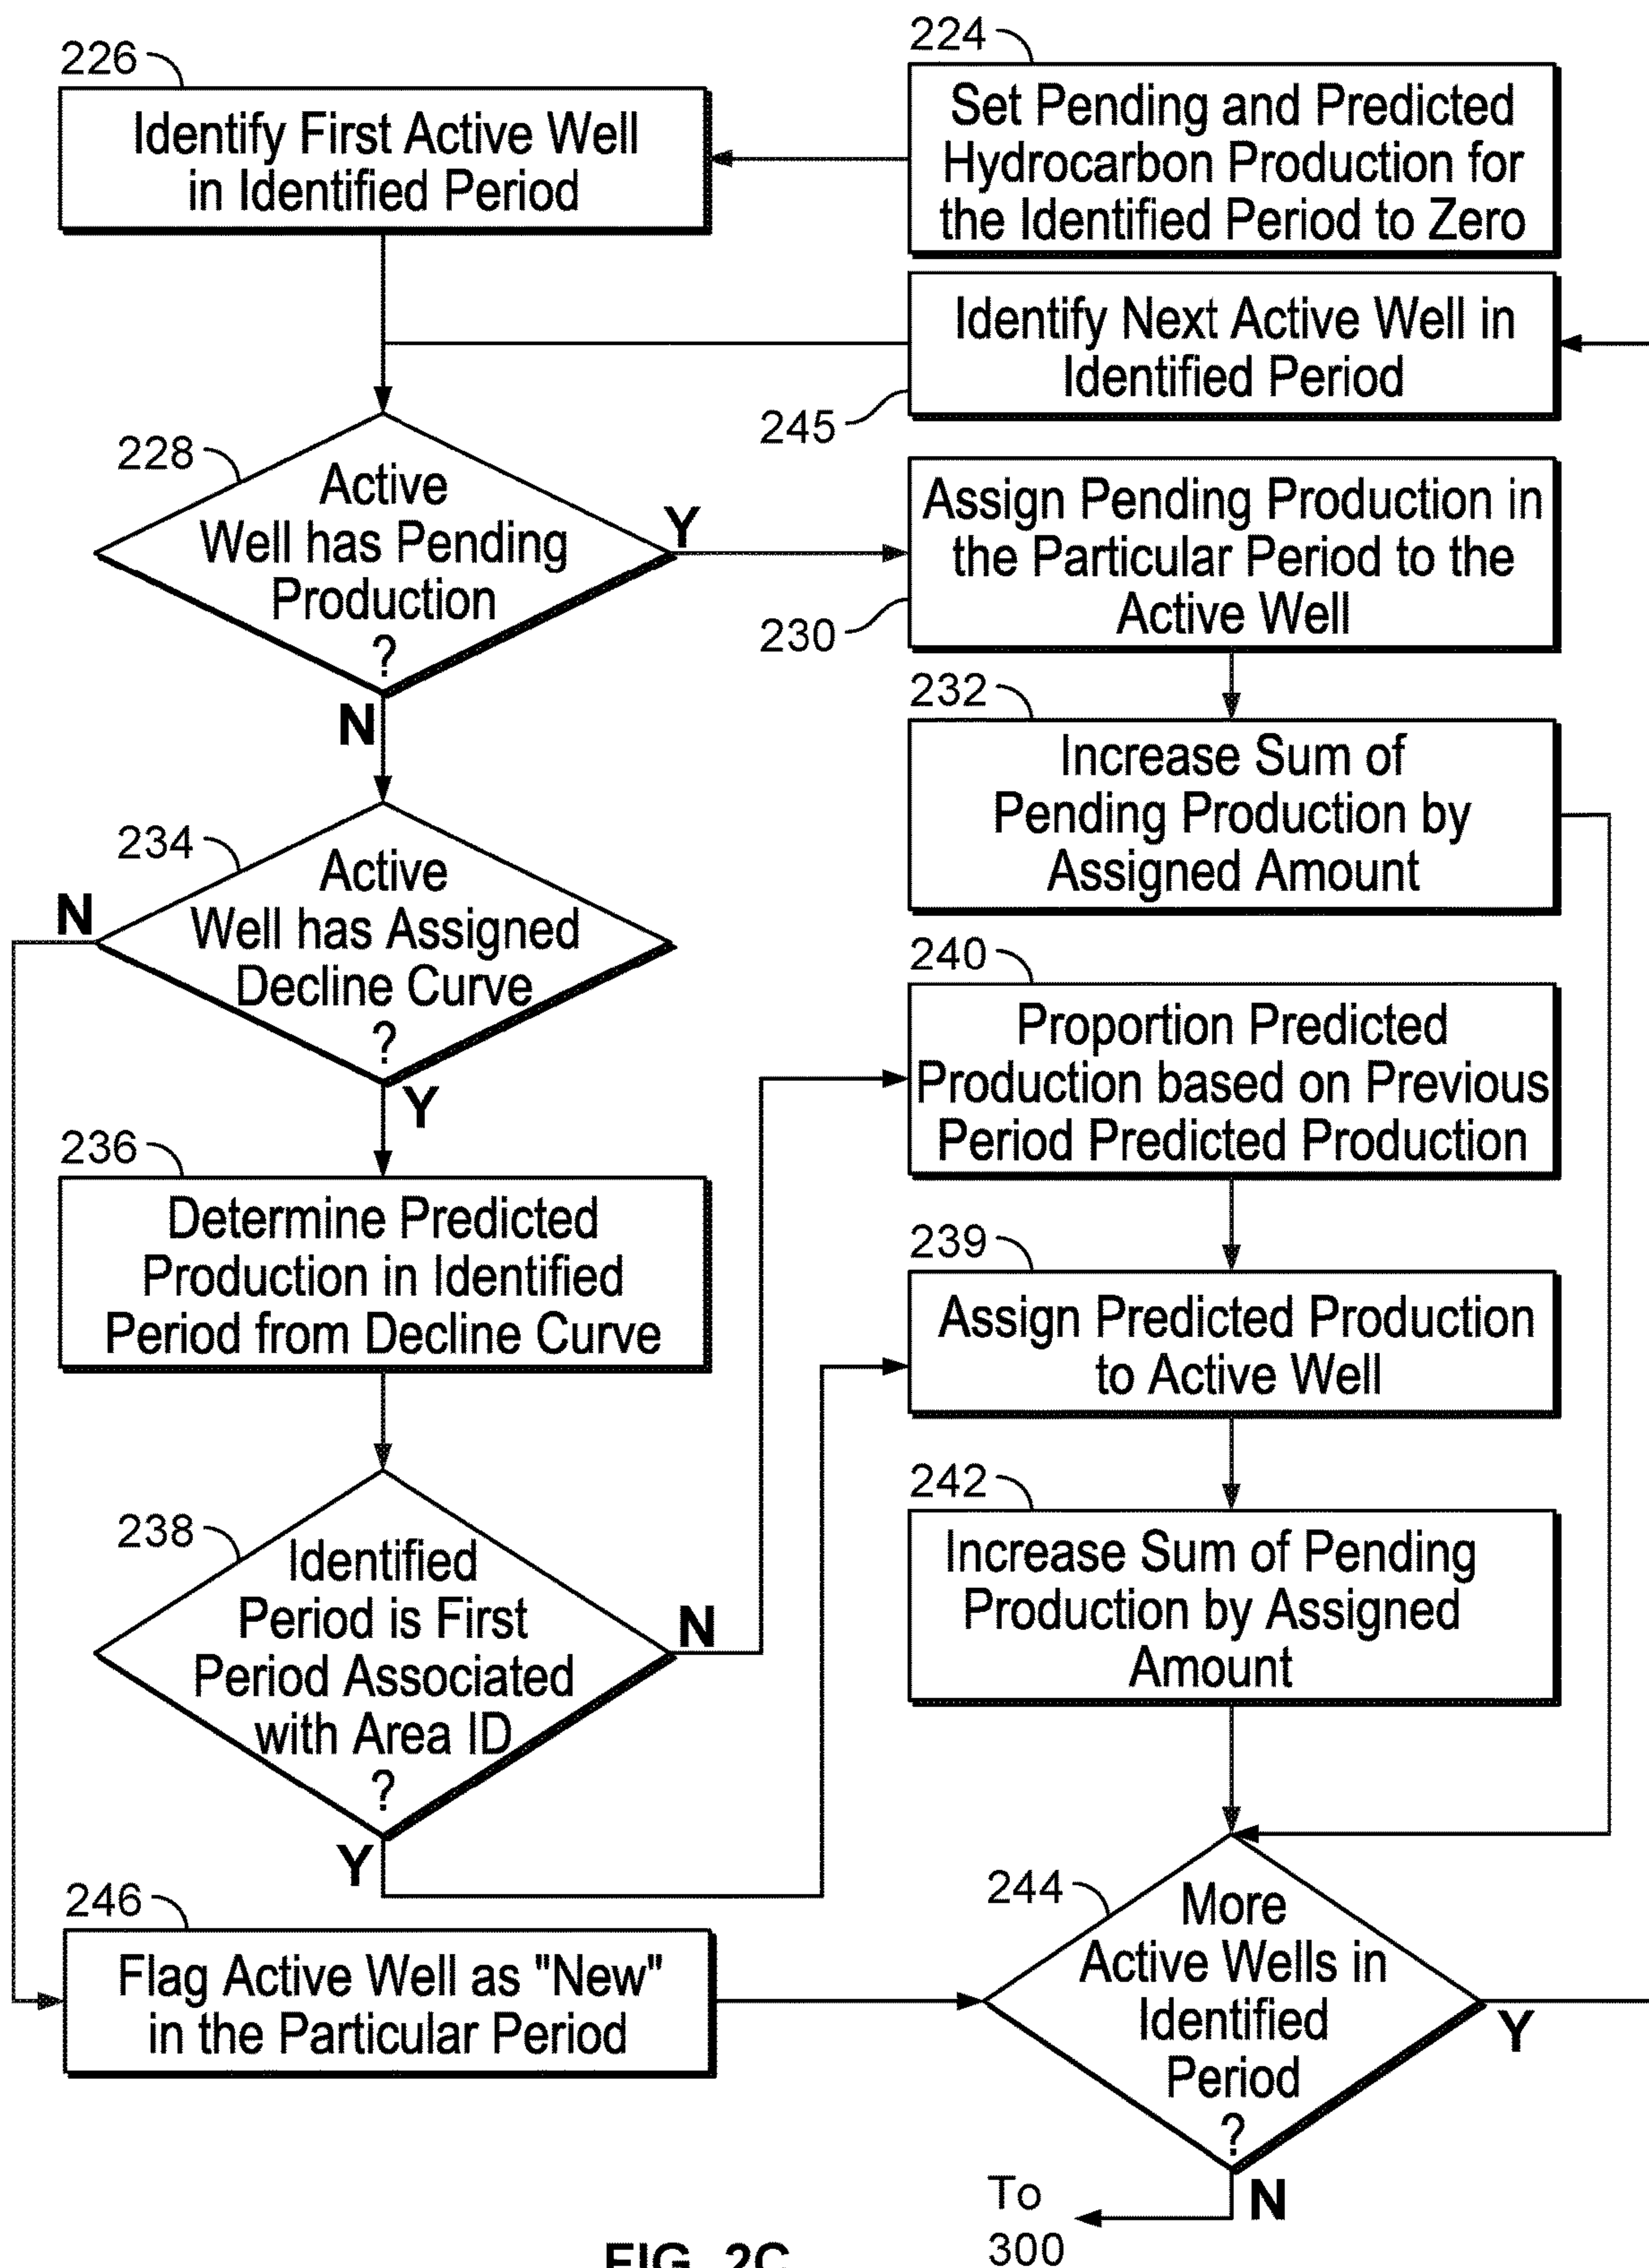 224
Set Pending and Predicted
Hydrocarbon Production for
the Identified Period to Zero
226
Identify First Active Well
in Identified Period
Identify Next Active Well in
Identified Period
245
228
Active
Well has Pending
Production
?
Y
N
Assign Pending Production in
the Particular Period to the
Active Well
230
232
Increase Sum of
Pending Production by
Assigned Amount
234
Active
Well has Assigned
Decline Curve
?
N
Y
236
Determine Predicted
Production in Identified
Period from Decline Curve
238
Identified
Period is First
Period Associated
with Area ID
?
N
Y
240
Proportion Predicted
Production based on Previous
Period Predicted Production
239
Assign Predicted Production
to Active Well
242
Increase Sum of Pending
Production by Assigned
Amount
246
Flag Active Well as "New"
in the Particular Period
244
More
Active Wells in
Identified
Period
?
Y
N
To
300
FIG. 2C